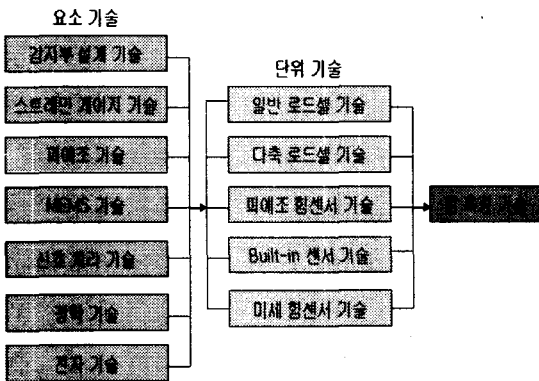 요소 기술
감지부 설계 기술
스트레인 게이지 기술
피에조 기술
MEMS 기술
신호 처리 기술
광학 기술
전자 기술
단위 기술
일반 로드셀 기술
다축 로드셀 기술
피에조 힘센서 기술
Built-in 센서 기술
미세 힘센서 기술
기술